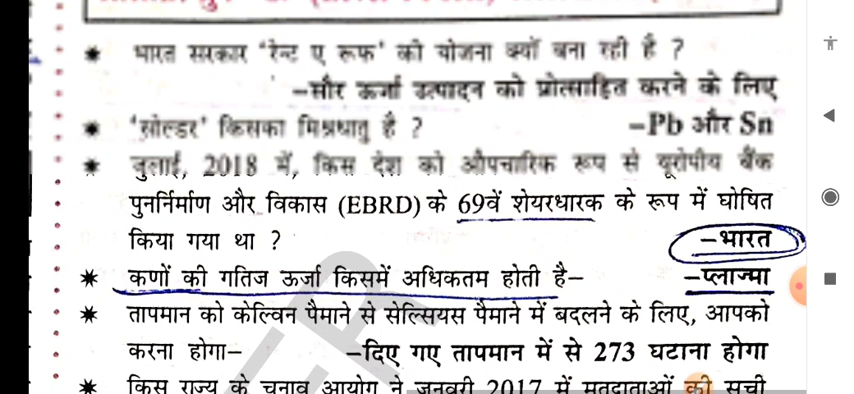 * भारत सरकार 'रेन्ट ए रूफ' की योजना क्यों बना रही है ?
–सौर ऊर्जा उत्पादन को प्रोत्साहित करने के लिए
* 'सोल्डर' किसका मिश्रधातु है ? –Pb और Sn
* जुलाई, 2018 में, किस देश को औपचारिक रूप से यूरोपीय बैंक
पुनर्निर्माण और विकास (EBRD) के 69वें शेयरधारक के रूप में घोषित
किया गया था ? –भारत
* कणों की गतिज ऊर्जा किसमें अधिकतम होती है– –प्लाज्मा
* तापमान को केल्विन पैमाने से सेल्सियस पैमाने में बदलने के लिए, आपको
करना होगा– –दिए गए तापमान में से 273 घटाना होगा
* किस राज्य के चुनाव आयोग ने जनवरी 2017 में मतदाताओं की सूची